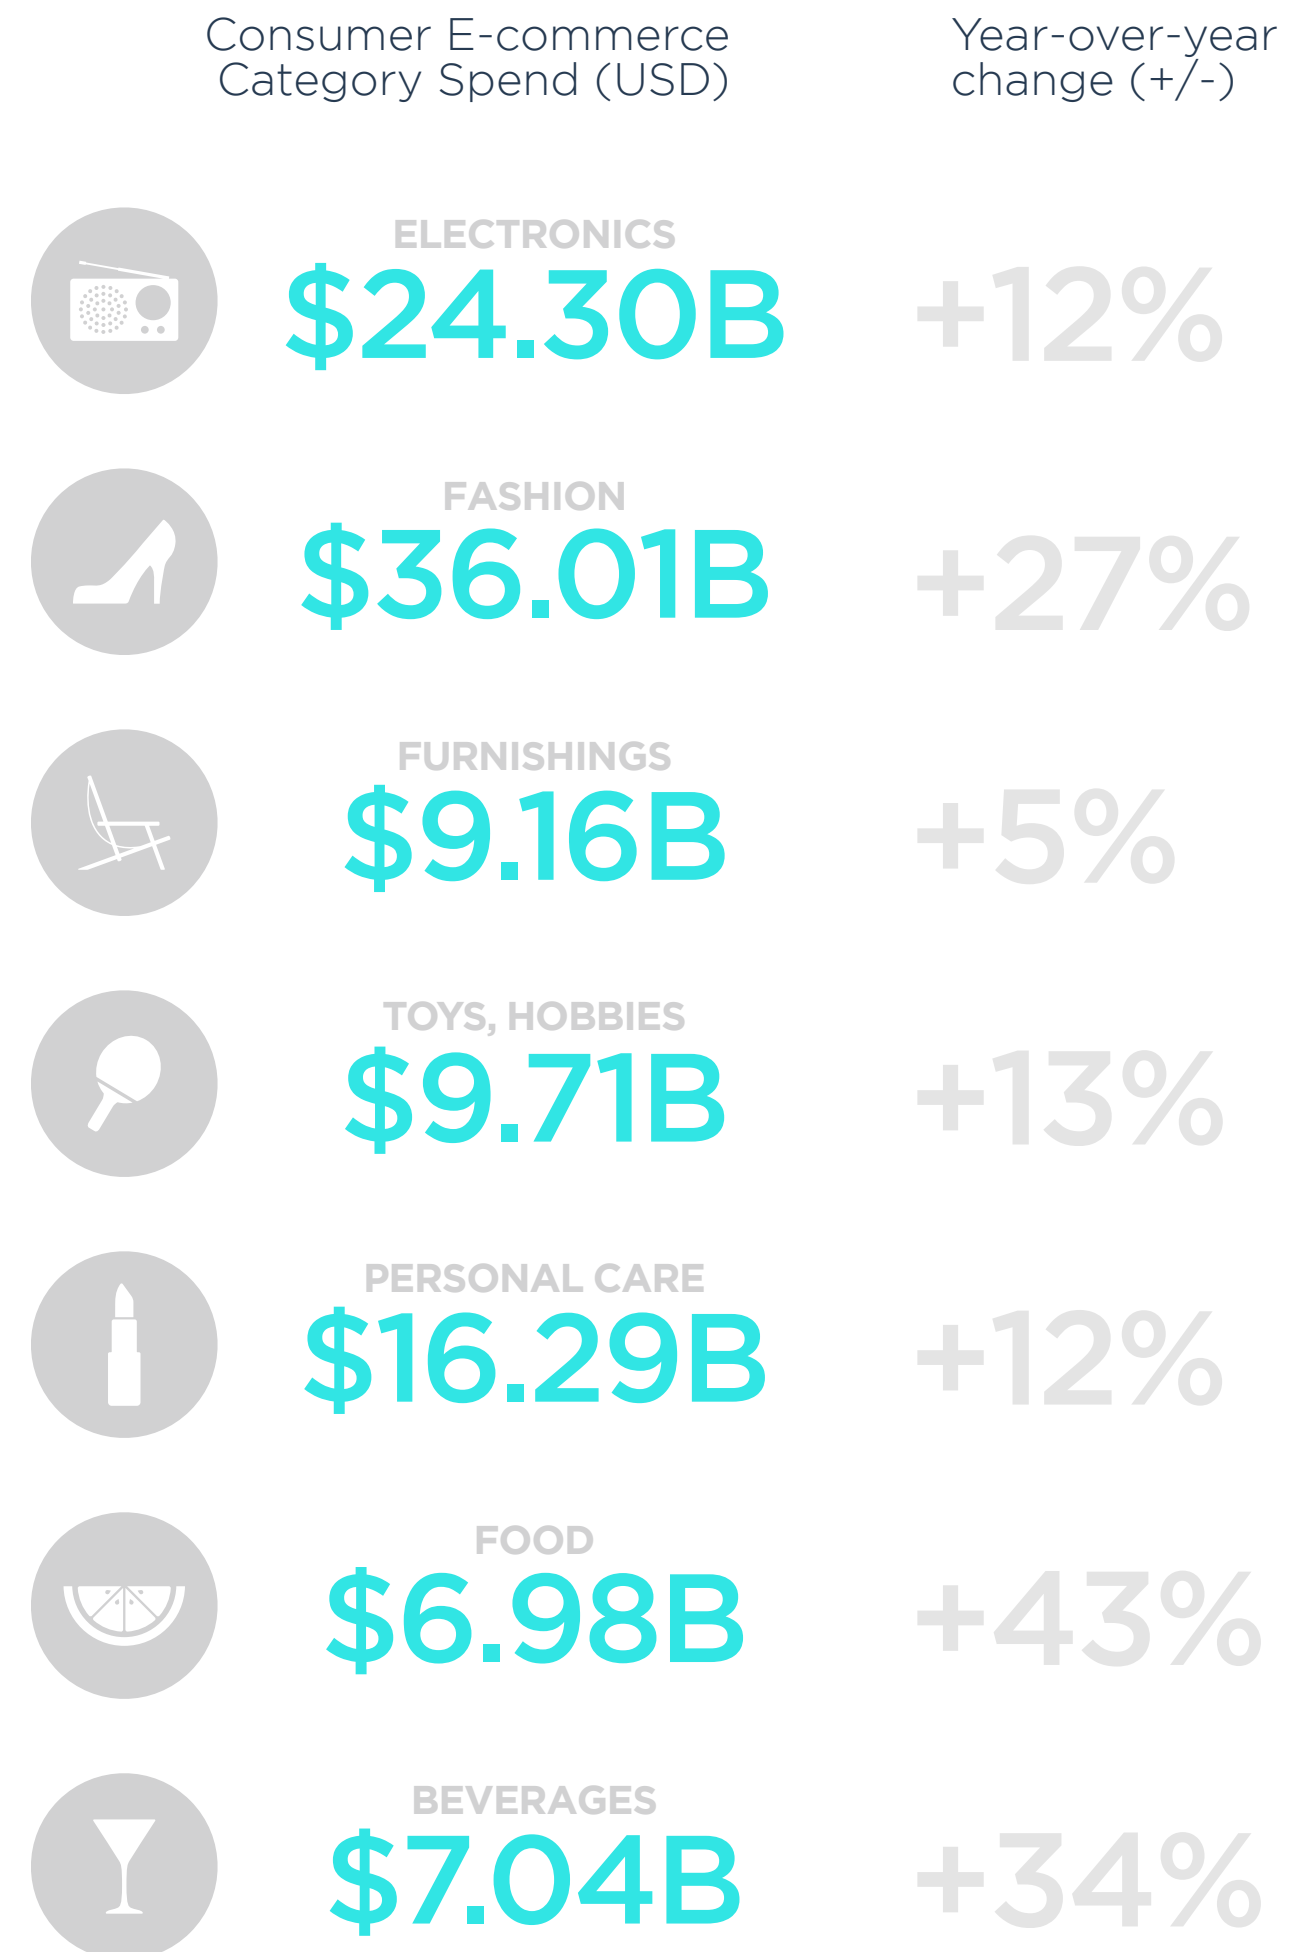 Consumer E-commerce
Category Spend (USD)
Year-over-year
change (+/-)
ELECTRONICS
$24.30B
+12%
FASHION
$36.01B
+27%
FURNISHINGS
$9.16B
+5%
TOYS, HOBBIES
$9.71B
+13%
PERSONAL CARE
$16.29B
+12%
FOOD
$6.98B
+43%
BEVERAGES
$7.04B
+34%